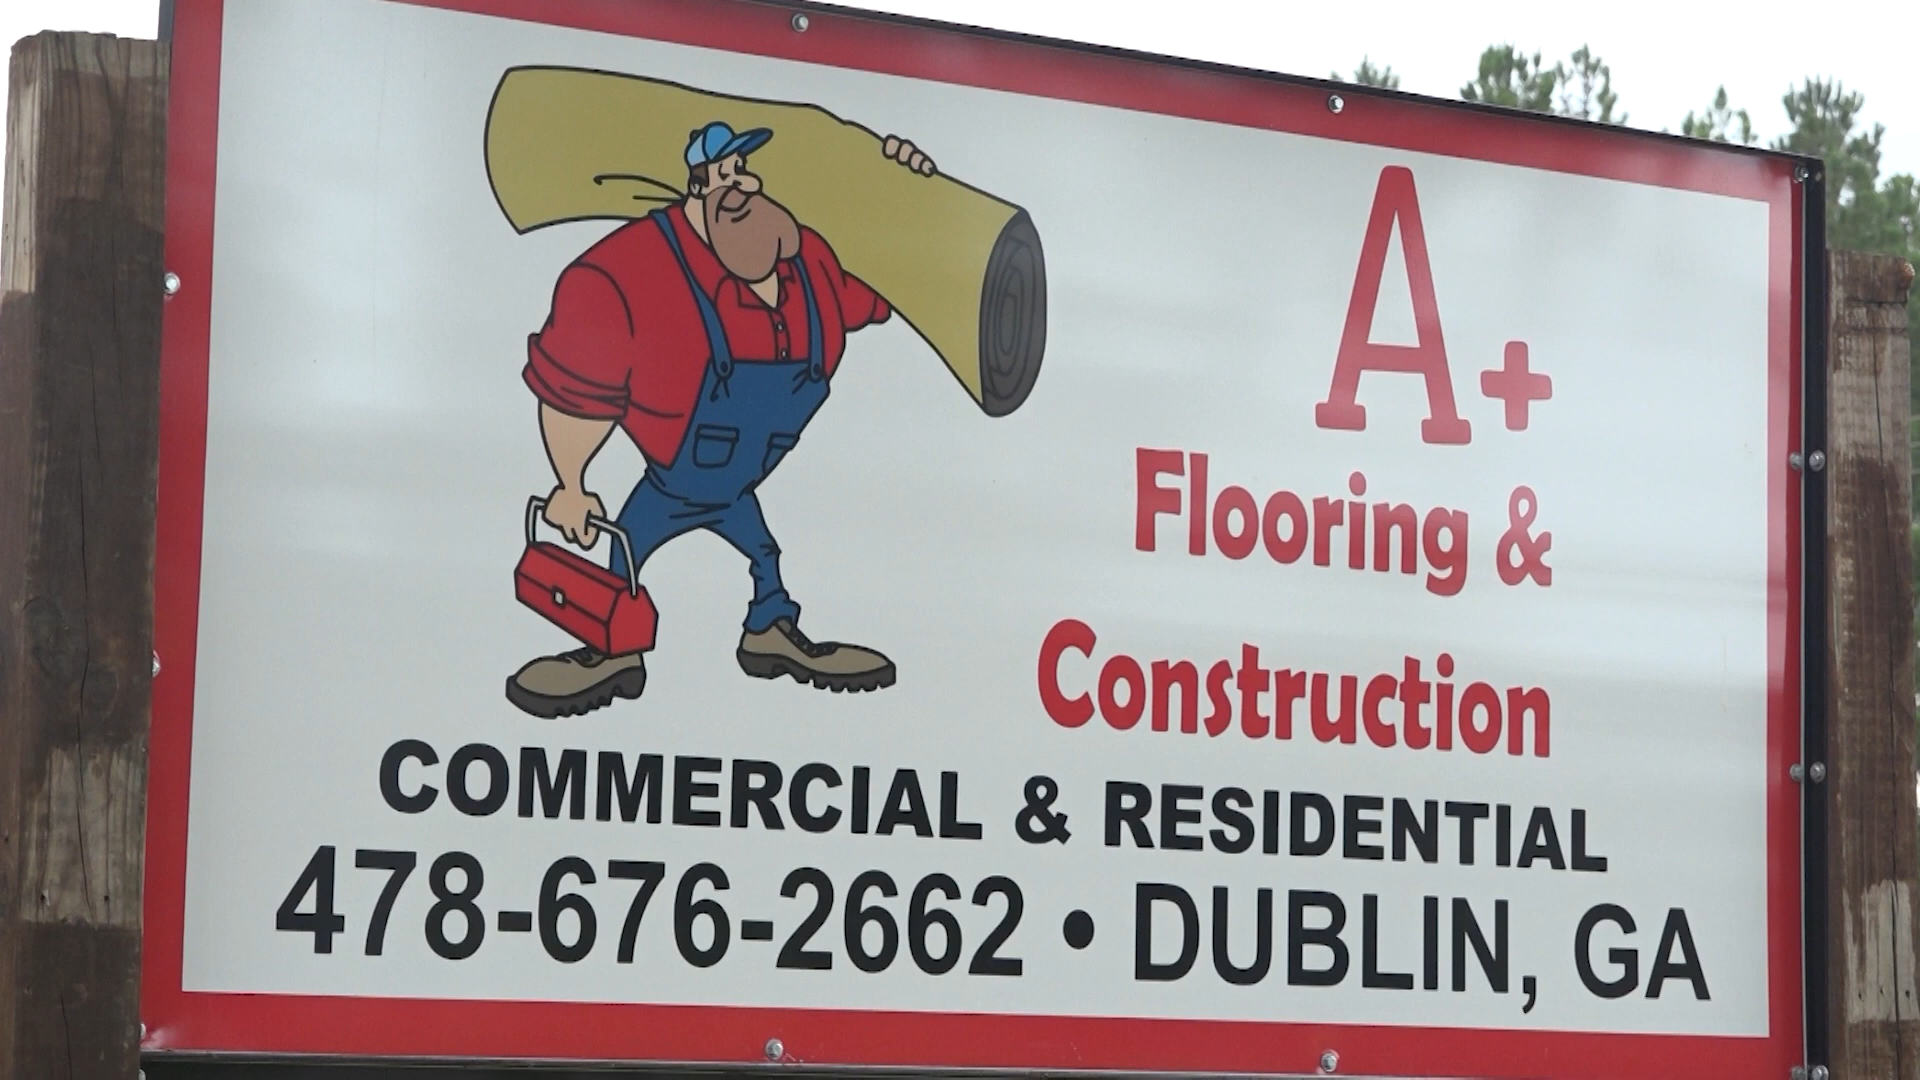 A+
Flooring &
Construction
COMMERCIAL & RESIDENTIAL
478-676-2662 • DUBLIN, GA